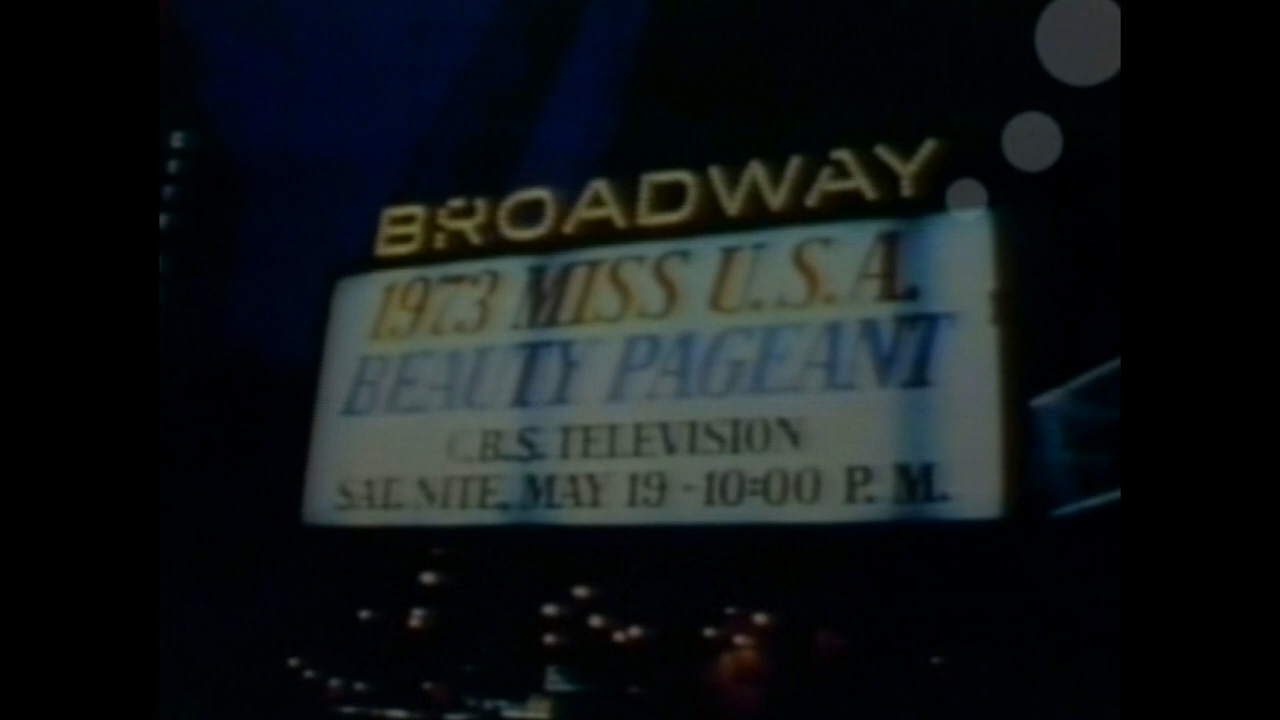 BROADWAY
1973 MISS U.S.A.
BEAUTY PAGEANT
C.B.S. TELEVISION
SAT. NITE, MAY 19 - 10:00 P. M.